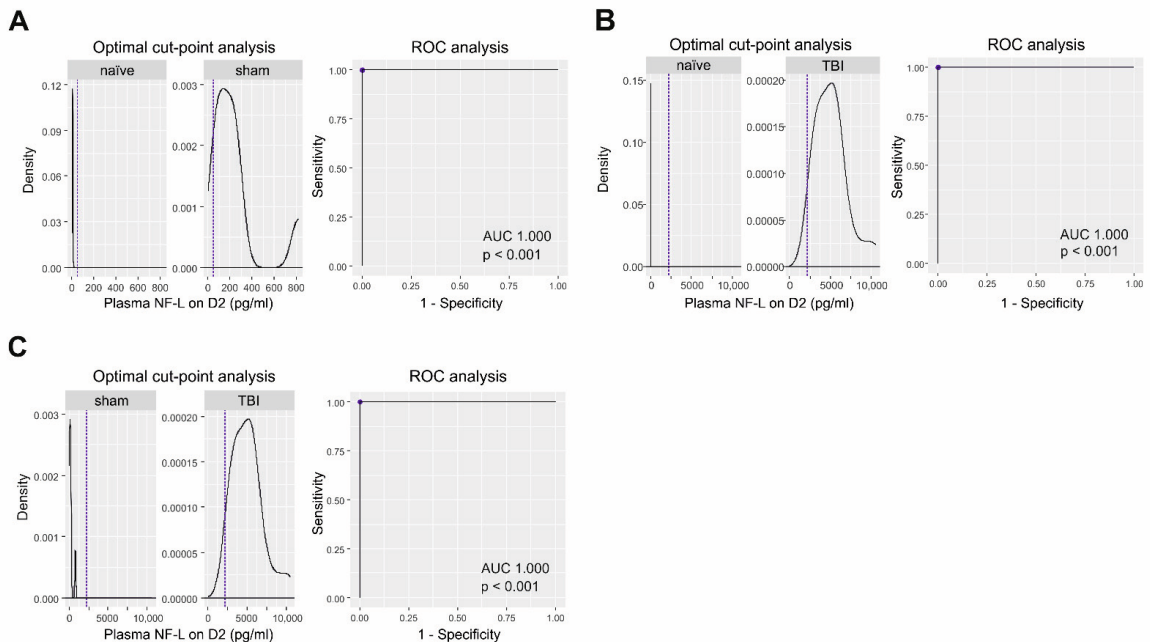 A
Optimal cut-point analysis
naïve
sham
0.12
0.09
0.06
0.03
0.00
0.003
0.002
0.001
0.000
Density
0 200 400 600 800
0 200 400 600 800
Plasma NF-L on D2 (pg/ml)
ROC analysis
1.00
0.75
0.50
0.25
0.00
Sensitivity
AUC 1.000
p < 0.001
0.00 0.25 0.50 0.75 1.00
1 - Specificity
B
Optimal cut-point analysis
naïve
TBI
0.15
0.10
0.05
0.00
0.00020
0.00015
0.00010
0.00005
0.00000
Density
0 5000 10,000
0 5000 10,000
Plasma NF-L on D2 (pg/ml)
ROC analysis
1.00
0.75
0.50
0.25
0.00
Sensitivity
AUC 1.000
p < 0.001
0.00 0.25 0.50 0.75 1.00
1 - Specificity
C
Optimal cut-point analysis
sham
TBI
0.003
0.002
0.001
0.000
0.00020
0.00015
0.00010
0.00005
0.00000
Density
0 5000 10,000
0 5000 10,000
Plasma NF-L on D2 (pg/ml)
ROC analysis
1.00
0.75
0.50
0.25
0.00
Sensitivity
AUC 1.000
p < 0.001
0.00 0.25 0.50 0.75 1.00
1 - Specificity